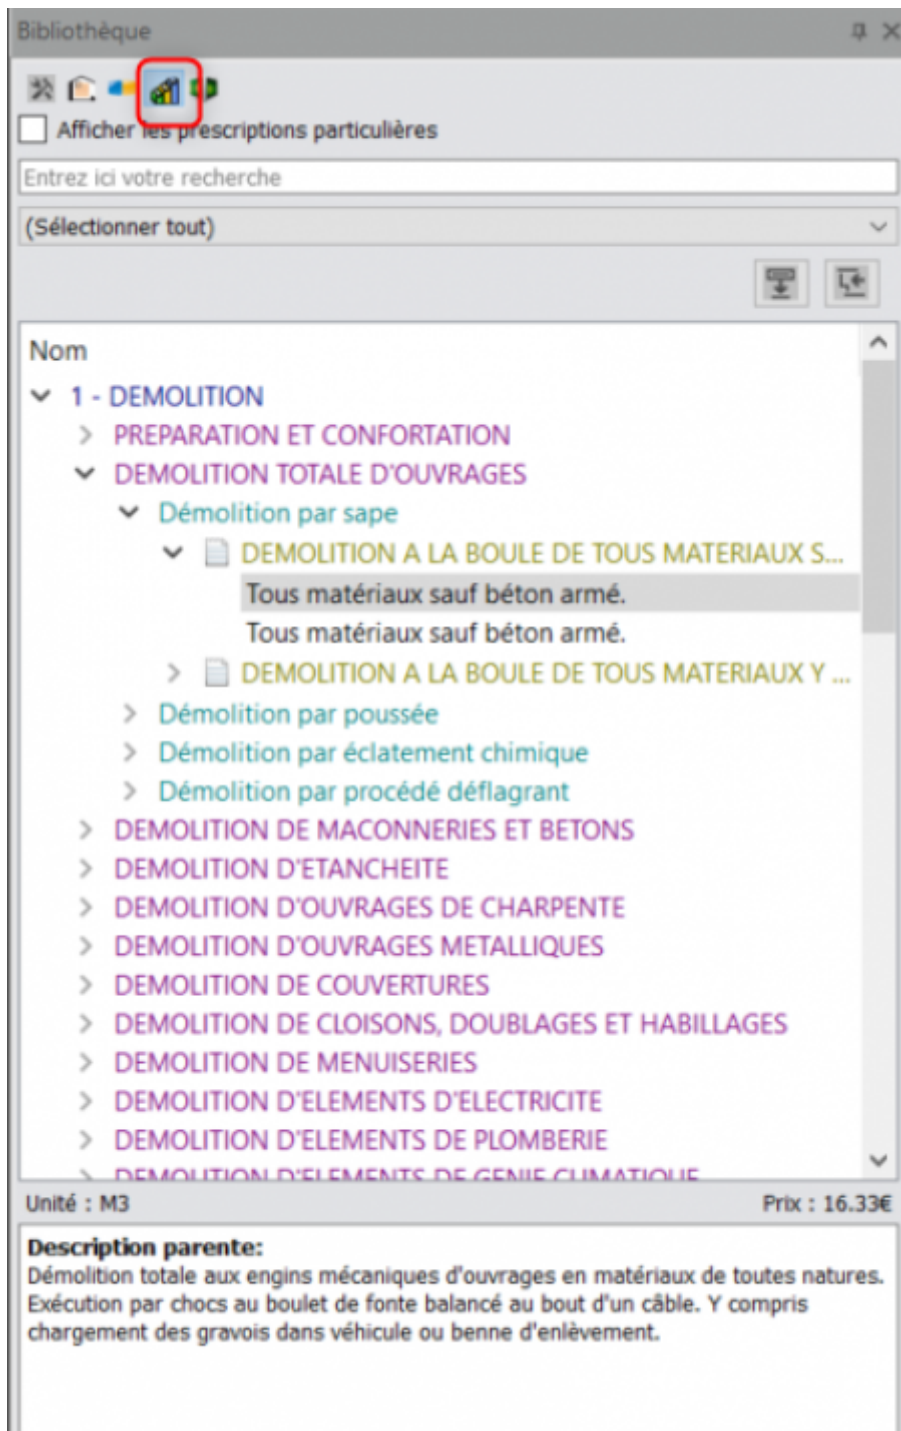 Bibliothèque
Afficher les prescriptions particulières
Entrez ici votre recherche
(Sélectionner tout)
Nom
1 - DEMOLITION
PREPARATION ET CONFORTATION
DEMOLITION TOTALE D'OUVRAGES
Démolition par sape
DEMOLITION A LA BOULE DE TOUS MATERIAUX S...
Tous matériaux sauf béton armé.
Tous matériaux sauf béton armé.
DEMOLITION A LA BOULE DE TOUS MATERIAUX Y ...
Démolition par poussée
Démolition par éclatement chimique
Démolition par procédé déflagrant
DEMOLITION DE MACONNERIES ET BETONS
DEMOLITION D'ETANCHEITE
DEMOLITION D'OUVRAGES DE CHARPENTE
DEMOLITION D'OUVRAGES METALLIQUES
DEMOLITION DE COUVERTURES
DEMOLITION DE CLOISONS, DOUBLAGES ET HABILLAGES
DEMOLITION DE MENUISERIES
DEMOLITION D'ELEMENTS D'ELECTRICITE
DEMOLITION D'ELEMENTS DE PLOMBERIE
DEMOLITION D'ELEMENTS DE GENIE CLIMATIQUE
Unité : M3 Prix : 16.33€
Description parente:
Démolition totale aux engins mécaniques d'ouvrages en matériaux de toutes natures.
Exécution par chocs au boulet de fonte balancé au bout d'un câble. Y compris
chargement des gravois dans véhicule ou benne d'enlèvement.